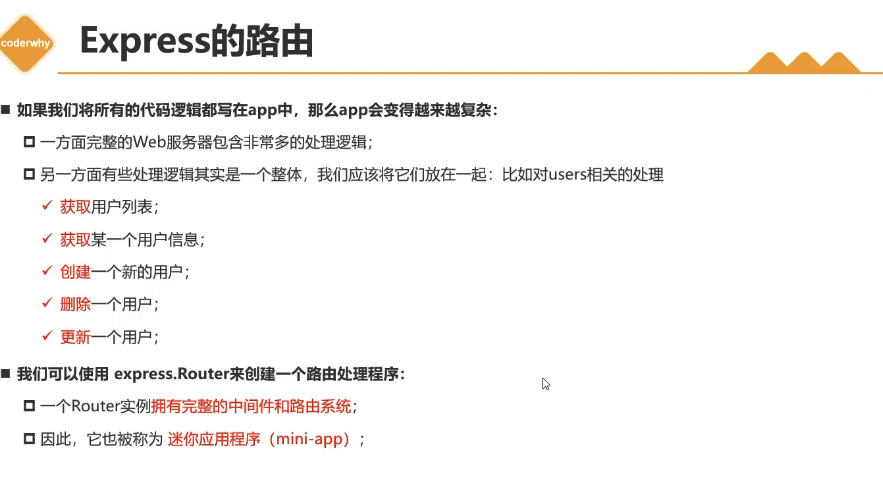 coderwhy
Express的路由
如果我们将所有的代码逻辑都写在app中，那么app会变得越来越复杂：
一方面完整的Web服务器包含非常多的处理逻辑；
另一方面有些处理逻辑其实是一个整体，我们应该将它们放在一起：比如对users相关的处理
✓ 获取用户列表；
✓ 获取某一个用户信息；
✓ 创建一个新的用户；
✓ 删除一个用户；
✓ 更新一个用户；
我们可以使用 express.Router来创建一个路由处理程序：
一个Router实例拥有完整的中间件和路由系统；
因此，它也被称为 迷你应用程序（mini-app）；